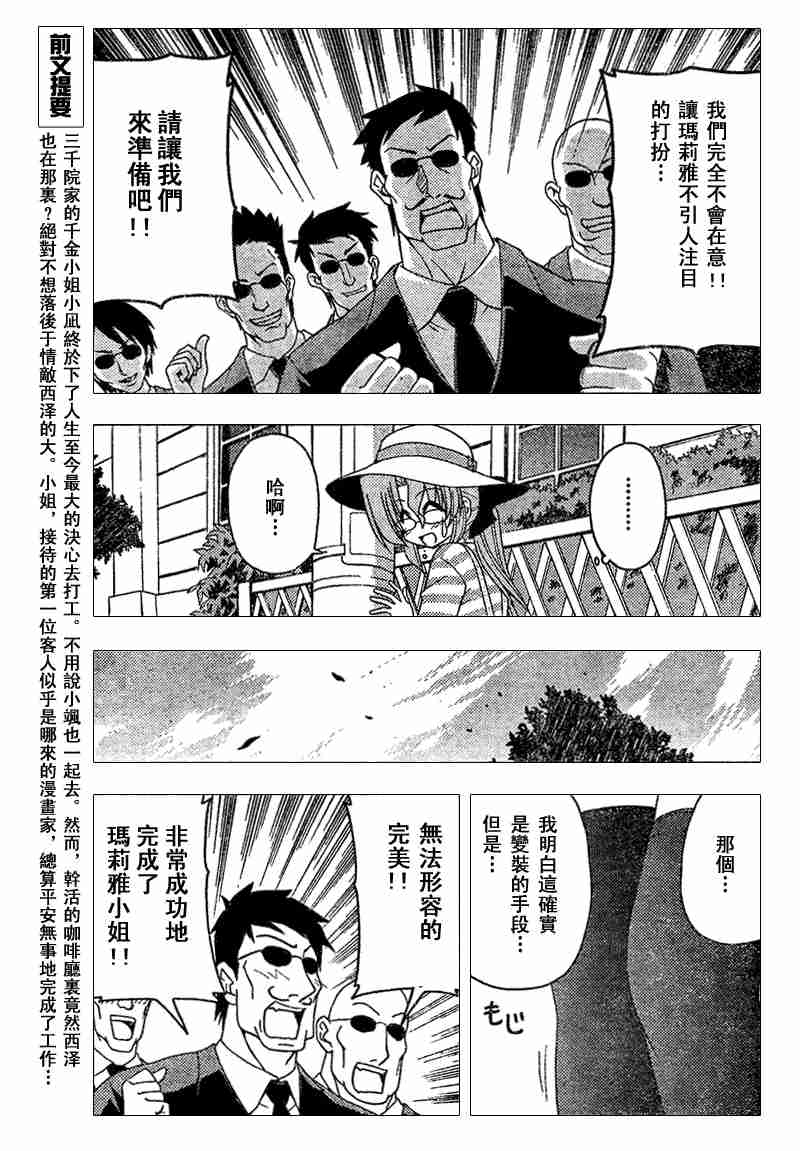 我們完全不會在意!!
讓瑪莉雅不引人注目
的打扮…
請讓我們
來準備吧!!
………
哈啊…
那個…
我明白這確實
是變裝的手段…
但是…
もじ
無法形容的
完美!!
非常成功地
完成了
瑪莉雅小姐!!
前文提要
三千院家的千金小姐小凪終於下了人生至今最大的決心去打工。不用說小颯也一起去。然而,幹活的咖啡廳裏竟然西泽
也在那裏?絕對不想落後于情敵西泽的大。小姐,接待的第一位客人似乎是哪來的漫畫家,總算平安無事地完成了工作…